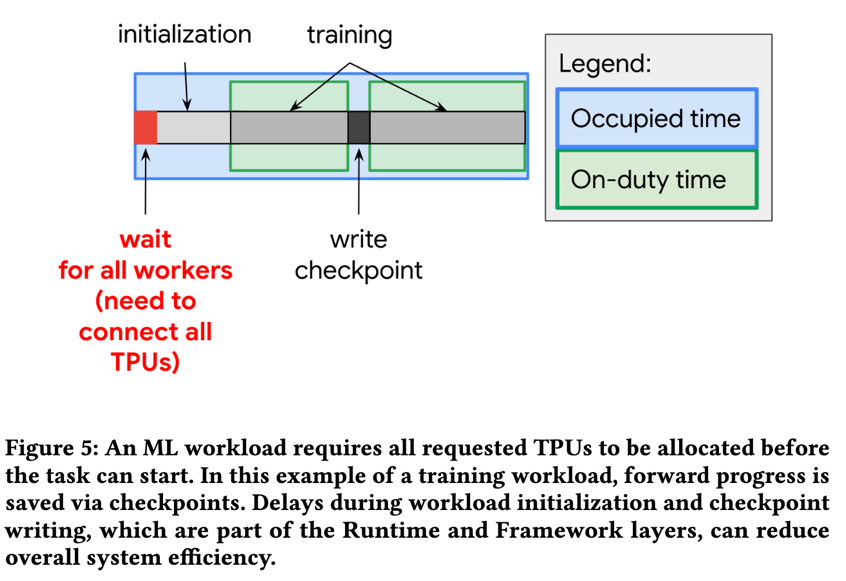 initialization
training
Legend:
Occupied time
On-duty time
wait
for all workers
(need to
connect all
TPUs)
write
checkpoint
Figure 5: An ML workload requires all requested TPUs to be allocated before
the task can start. In this example of a training workload, forward progress is
saved via checkpoints. Delays during workload initialization and checkpoint
writing, which are part of the Runtime and Framework layers, can reduce
overall system efficiency.